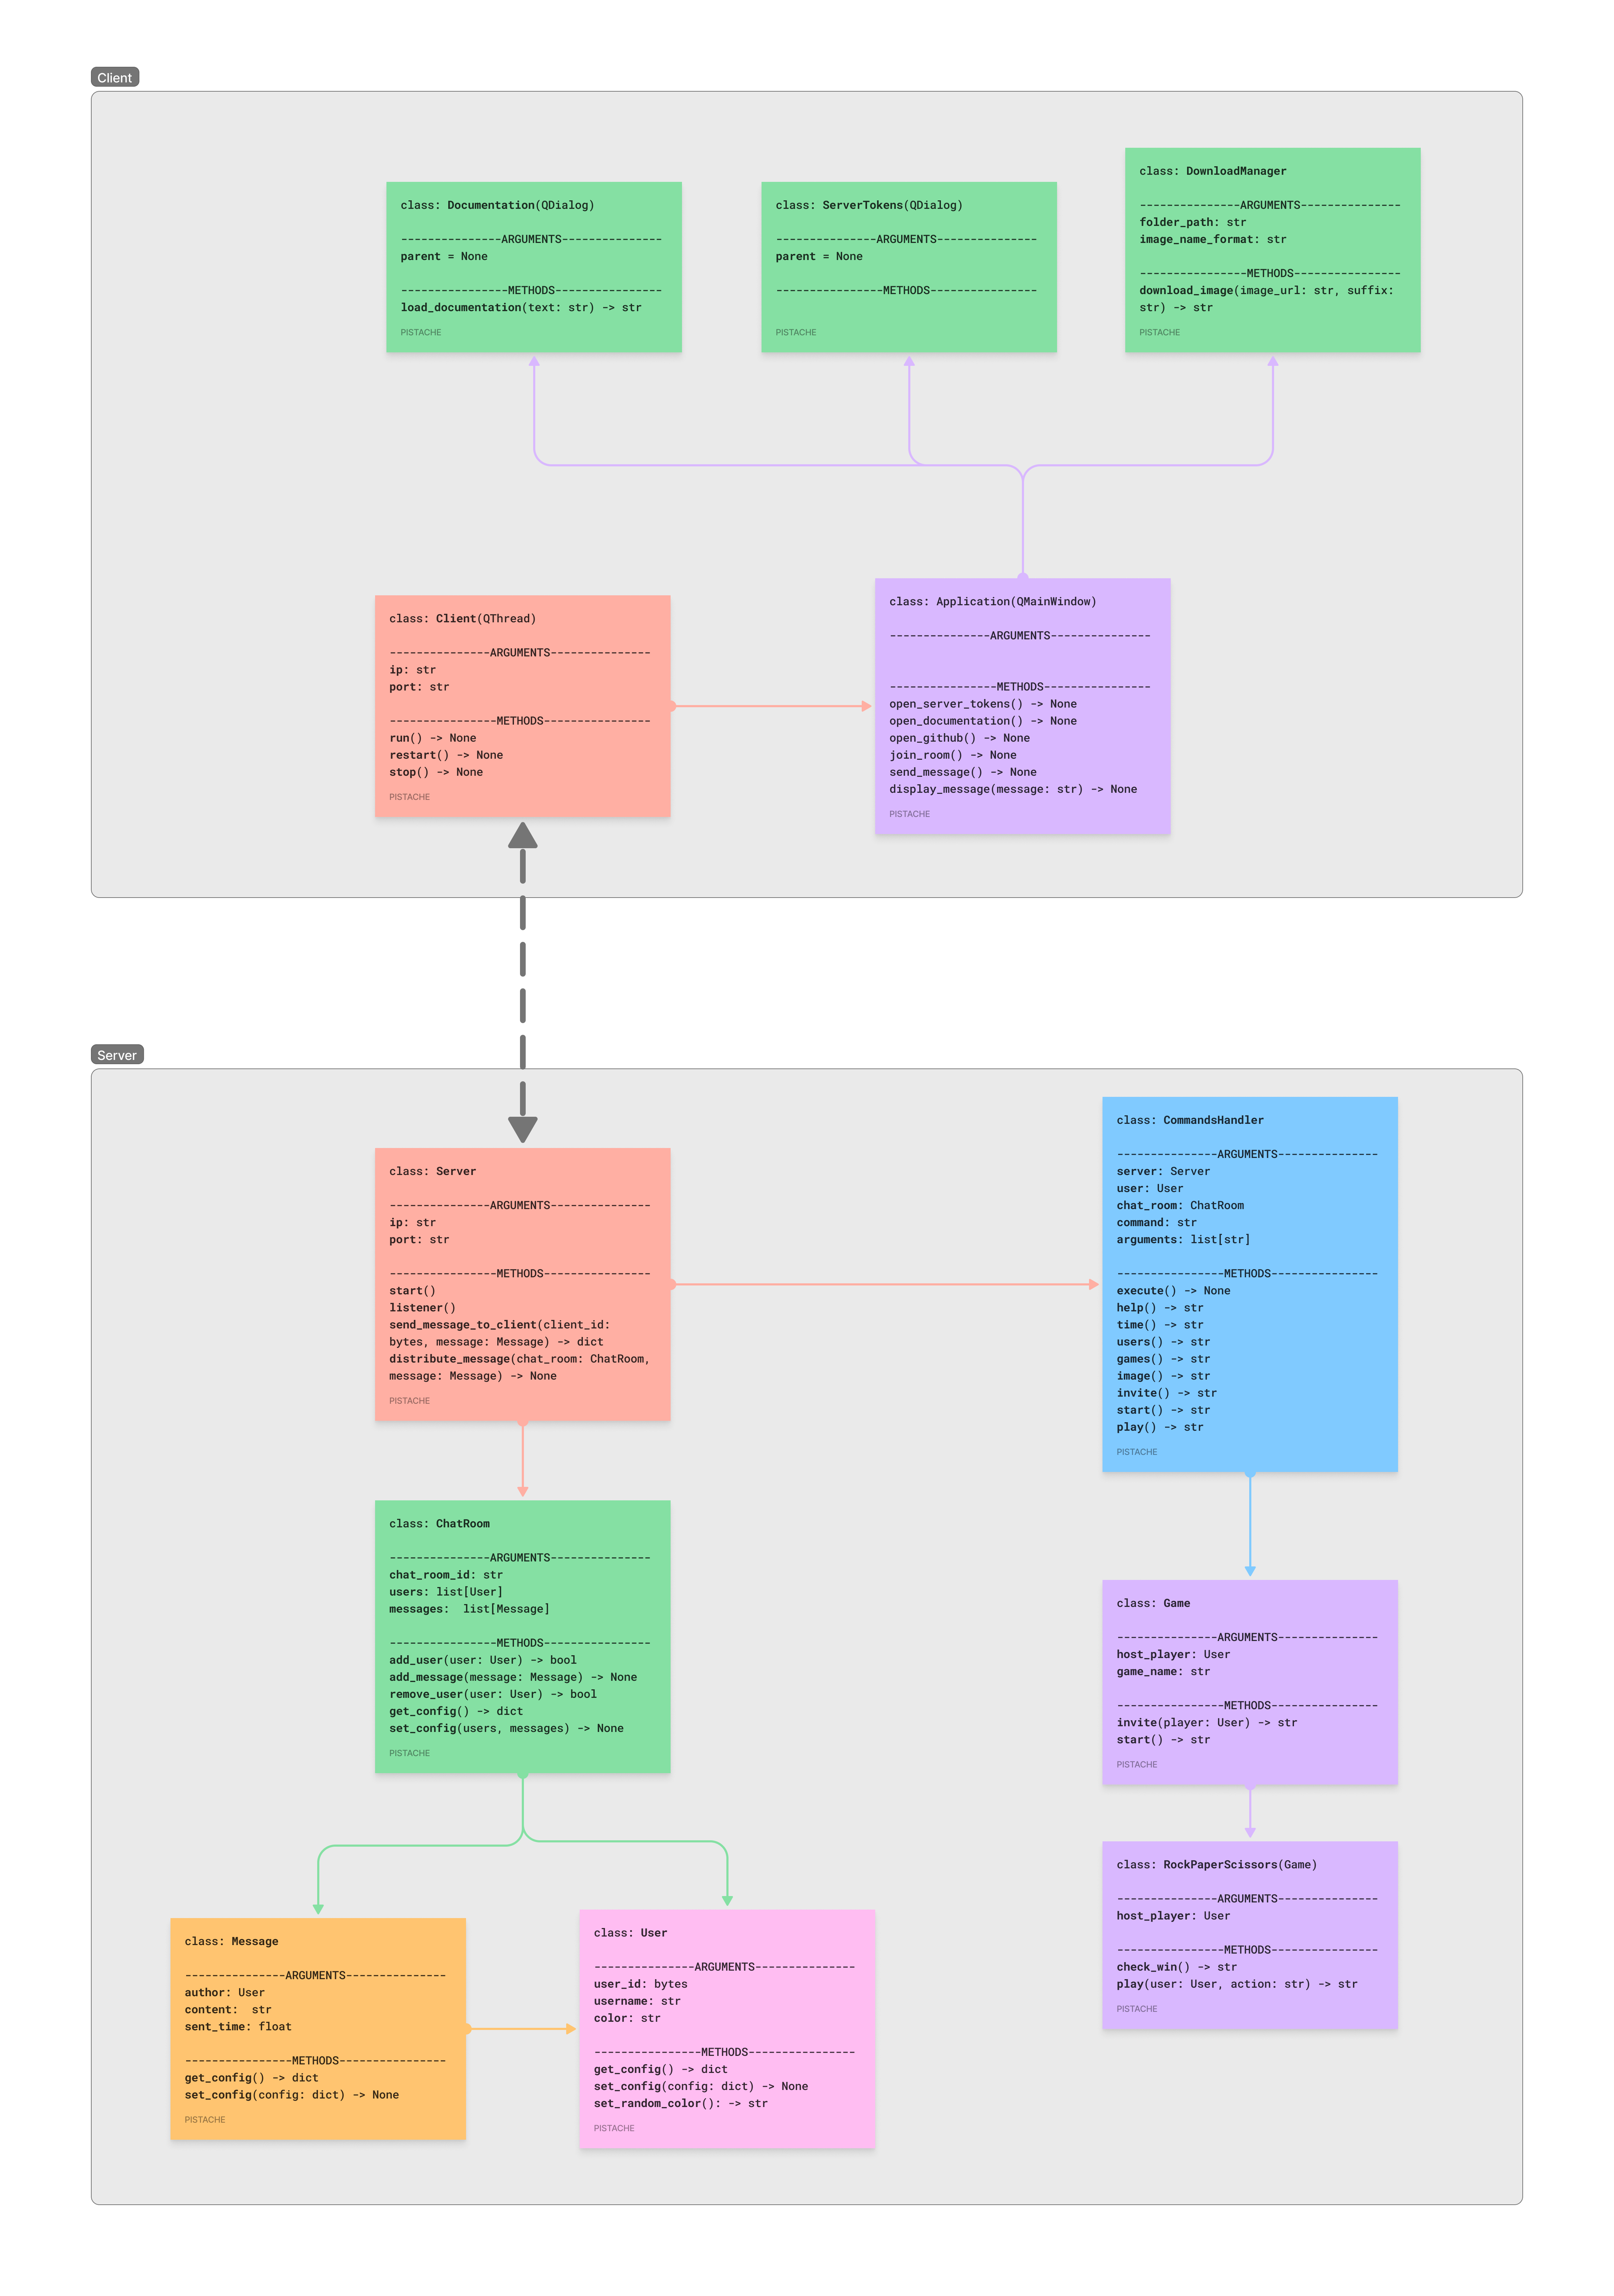 Client
class: Documentation(QDialog)
---------------ARGUMENTS---------------
parent = None
----------------METHODS----------------
load_documentation(text: str) -> str
PISTACHE
class: ServerTokens(QDialog)
---------------ARGUMENTS---------------
parent = None
----------------METHODS----------------
PISTACHE
class: DownloadManager
---------------ARGUMENTS---------------
folder_path: str
image_name_format: str
----------------METHODS----------------
download_image(image_url: str, suffix:
str) -> str
PISTACHE
class: Client(QThread)
---------------ARGUMENTS---------------
ip: str
port: str
----------------METHODS----------------
run() -> None
restart() -> None
stop() -> None
PISTACHE
class: Application(QMainWindow)
---------------ARGUMENTS---------------
----------------METHODS----------------
open_server_tokens() -> None
open_documentation() -> None
open_github() -> None
join_room() -> None
send_message() -> None
display_message(message: str) -> None
PISTACHE
Server
class: Server
---------------ARGUMENTS---------------
ip: str
port: str
----------------METHODS----------------
start()
listener()
send_message_to_client(client_id:
bytes, message: Message) -> dict
distribute_message(chat_room: ChatRoom,
message: Message) -> None
PISTACHE
class: CommandsHandler
---------------ARGUMENTS---------------
server: Server
user: User
chat_room: ChatRoom
command: str
arguments: list[str]
----------------METHODS----------------
execute() -> None
help() -> str
time() -> str
users() -> str
games() -> str
image() -> str
invite() -> str
start() -> str
play() -> str
PISTACHE
class: ChatRoom
---------------ARGUMENTS---------------
chat_room_id: str
users: list[User]
messages:  list[Message]
----------------METHODS----------------
add_user(user: User) -> bool
add_message(message: Message) -> None
remove_user(user: User) -> bool
get_config() -> dict
set_config(users, messages) -> None
PISTACHE
class: Game
---------------ARGUMENTS---------------
host_player: User
game_name: str
----------------METHODS----------------
invite(player: User) -> str
start() -> str
PISTACHE
class: RockPaperScissors(Game)
---------------ARGUMENTS---------------
host_player: User
----------------METHODS----------------
check_win() -> str
play(user: User, action: str) -> str
PISTACHE
class: Message
---------------ARGUMENTS---------------
author: User
content:  str
sent_time: float
----------------METHODS----------------
get_config() -> dict
set_config(config: dict) -> None
PISTACHE
class: User
---------------ARGUMENTS---------------
user_id: bytes
username: str
color: str
----------------METHODS----------------
get_config() -> dict
set_config(config: dict) -> None
set_random_color(): -> str
PISTACHE